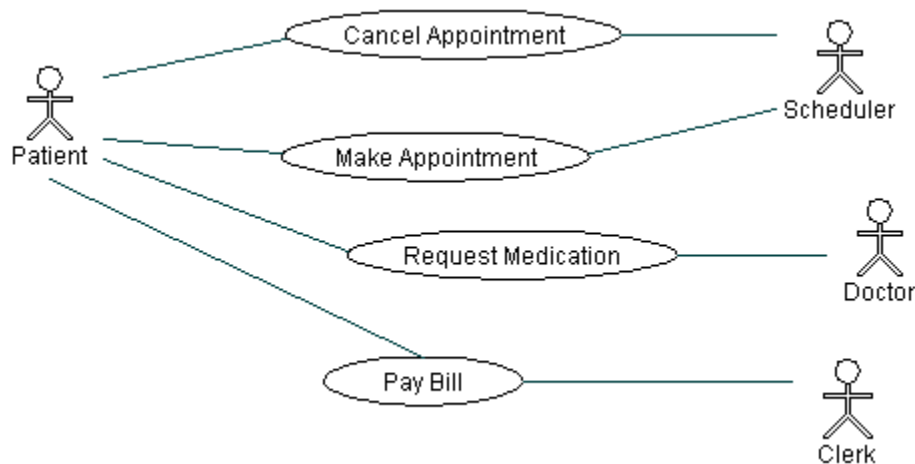 Cancel Appointment
Scheduler
Patient
Make Appointment
Request Medication
Doctor
Pay Bill
Clerk